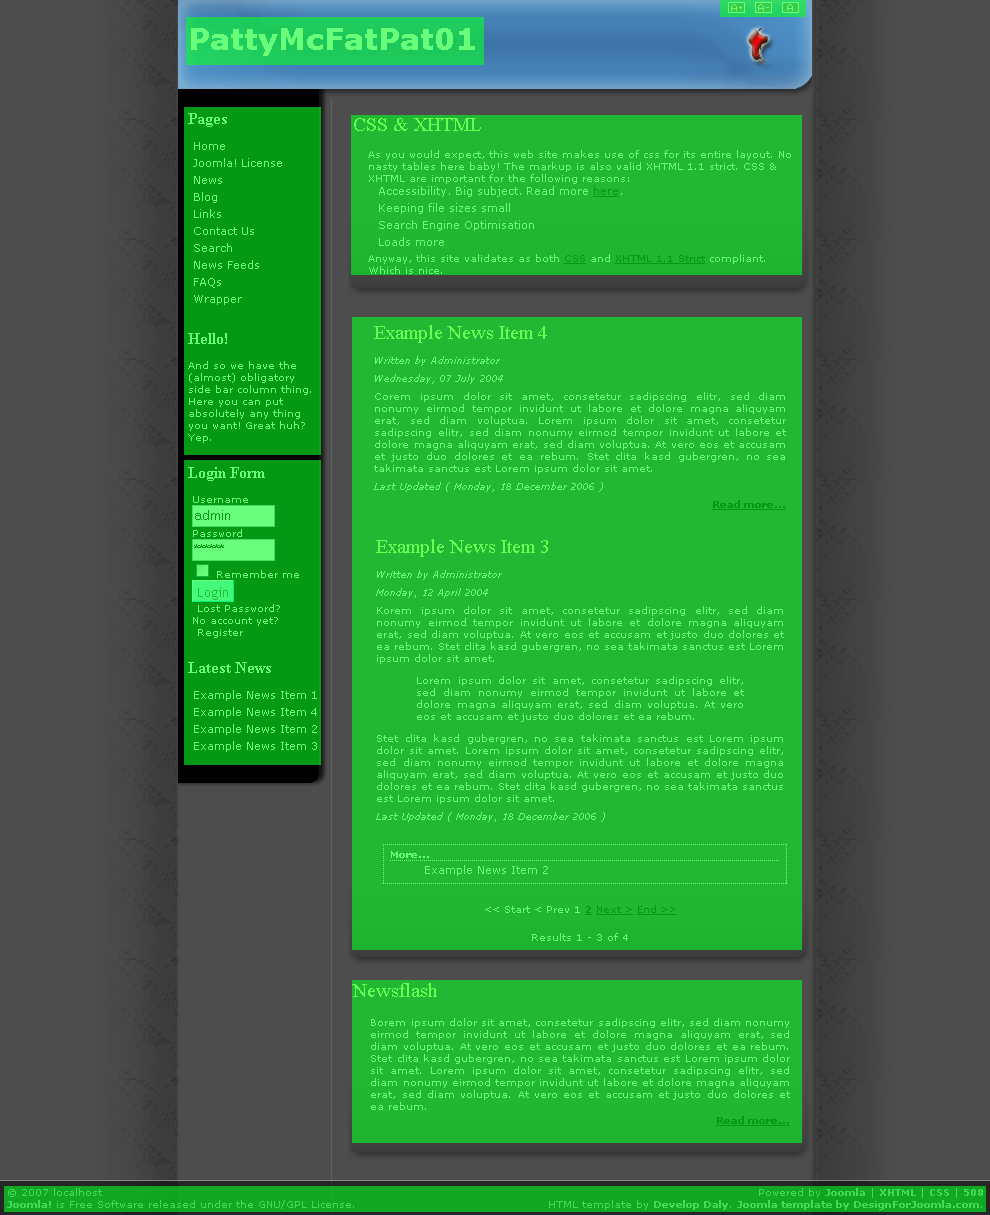 A+ A- A
PattyMcFatPat01
Pages
Home
Joomla! License
News
Blog
Links
Contact Us
Search
News Feeds
FAQs
Wrapper
Hello!
And so we have the
(almost) obligatory
side bar column thing.
Here you can put
absolutely any thing
you want! Great huh?
Yep.
Login Form
Username
admin
Password
******
Remember me
Login
Lost Password?
No account yet?
Register
Latest News
Example News Item 1
Example News Item 4
Example News Item 2
Example News Item 3
CSS & XHTML
As you would expect, this web site makes use of css for its entire layout. No
nasty tables here baby! The markup is also valid XHTML 1.1 strict. CSS &
XHTML are important for the following reasons:
Accessibility. Big subject. Read more here.
Keeping file sizes small
Search Engine Optimisation
Loads more
Anyway, this site validates as both CSS and XHTML 1.1 Strict compliant.
Which is nice.
Example News Item 4
Written by Administrator
Wednesday, 07 July 2004
Corem ipsum dolor sit amet, consetetur sadipscing elitr, sed diam
nonumy eirmod tempor invidunt ut labore et dolore magna aliquyam
erat, sed diam voluptua. Lorem ipsum dolor sit amet, consetetur
sadipscing elitr, sed diam nonumy eirmod tempor invidunt ut labore et
dolore magna aliquyam erat, sed diam voluptua. At vero eos et accusam
et justo duo dolores et ea rebum. Stet clita kasd gubergren, no sea
takimata sanctus est Lorem ipsum dolor sit amet.
Last Updated ( Monday, 18 December 2006 )
Read more...
Example News Item 3
Written by Administrator
Monday, 12 April 2004
Korem ipsum dolor sit amet, consetetur sadipscing elitr, sed diam
nonumy eirmod tempor invidunt ut labore et dolore magna aliquyam
erat, sed diam voluptua. At vero eos et accusam et justo duo dolores et
ea rebum. Stet clita kasd gubergren, no sea takimata sanctus est Lorem
ipsum dolor sit amet.
Lorem ipsum dolor sit amet, consetetur sadipscing elitr,
sed diam nonumy eirmod tempor invidunt ut labore et
dolore magna aliquyam erat, sed diam voluptua. At vero
eos et accusam et justo duo dolores et ea rebum.
Stet clita kasd gubergren, no sea takimata sanctus est Lorem ipsum
dolor sit amet. Lorem ipsum dolor sit amet, consetetur sadipscing elitr,
sed diam nonumy eirmod tempor invidunt ut labore et dolore magna
aliquyam erat, sed diam voluptua. At vero eos et accusam et justo duo
dolores et ea rebum. Stet clita kasd gubergren, no sea takimata sanctus
est Lorem ipsum dolor sit amet.
Last Updated ( Monday, 18 December 2006 )
More...
Example News Item 2
<< Start < Prev 1 2 Next > End >>
Results 1 - 3 of 4
Newsflash
Borem ipsum dolor sit amet, consetetur sadipscing elitr, sed diam nonumy
eirmod tempor invidunt ut labore et dolore magna aliquyam erat, sed
diam voluptua. At vero eos et accusam et justo duo dolores et ea rebum.
Stet clita kasd gubergren, no sea takimata sanctus est Lorem ipsum dolor
sit amet. Lorem ipsum dolor sit amet, consetetur sadipscing elitr, sed
diam nonumy eirmod tempor invidunt ut labore et dolore magna aliquyam
erat, sed diam voluptua. At vero eos et accusam et justo duo dolores et
ea rebum.
Read more...
© 2007 localhost
Joomla! is Free Software released under the GNU/GPL License.
Powered by Joomla | XHTML | CSS | 508
HTML template by Develop Daly. Joomla template by DesignForJoomla.com.